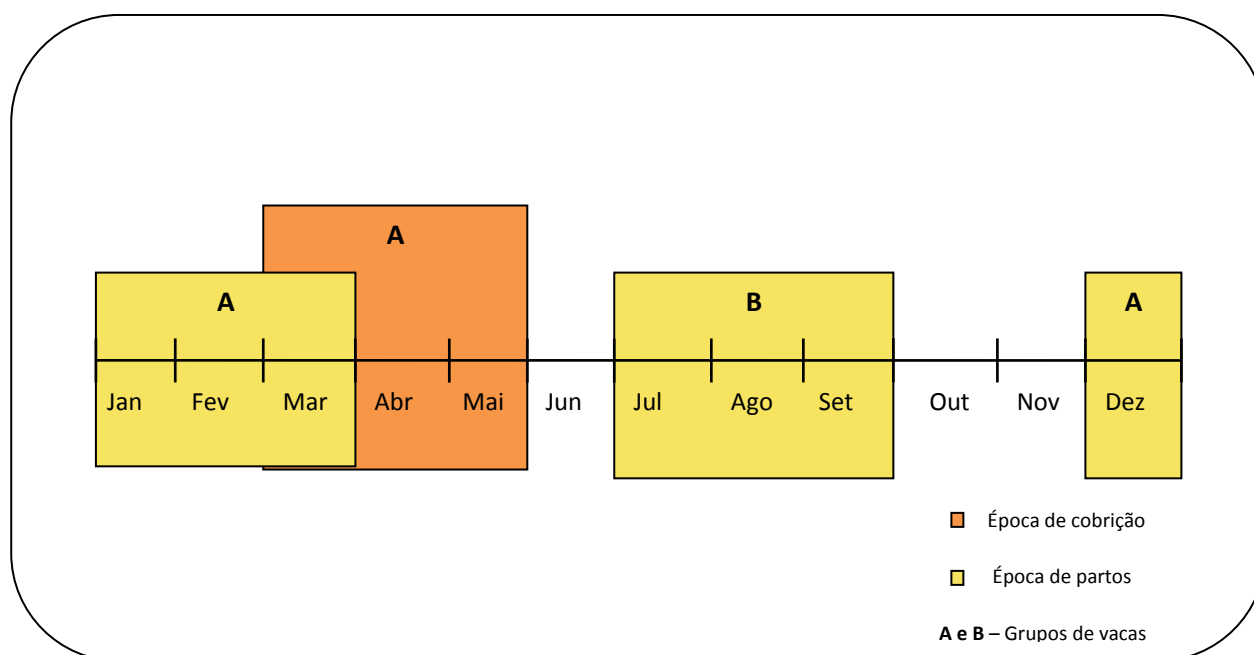 A
A
B
A
Jan Fev Mar Abr Mai Jun Jul Ago Set Out Nov Dez
Época de cobrição
Época de partos
A e B – Grupos de vacas